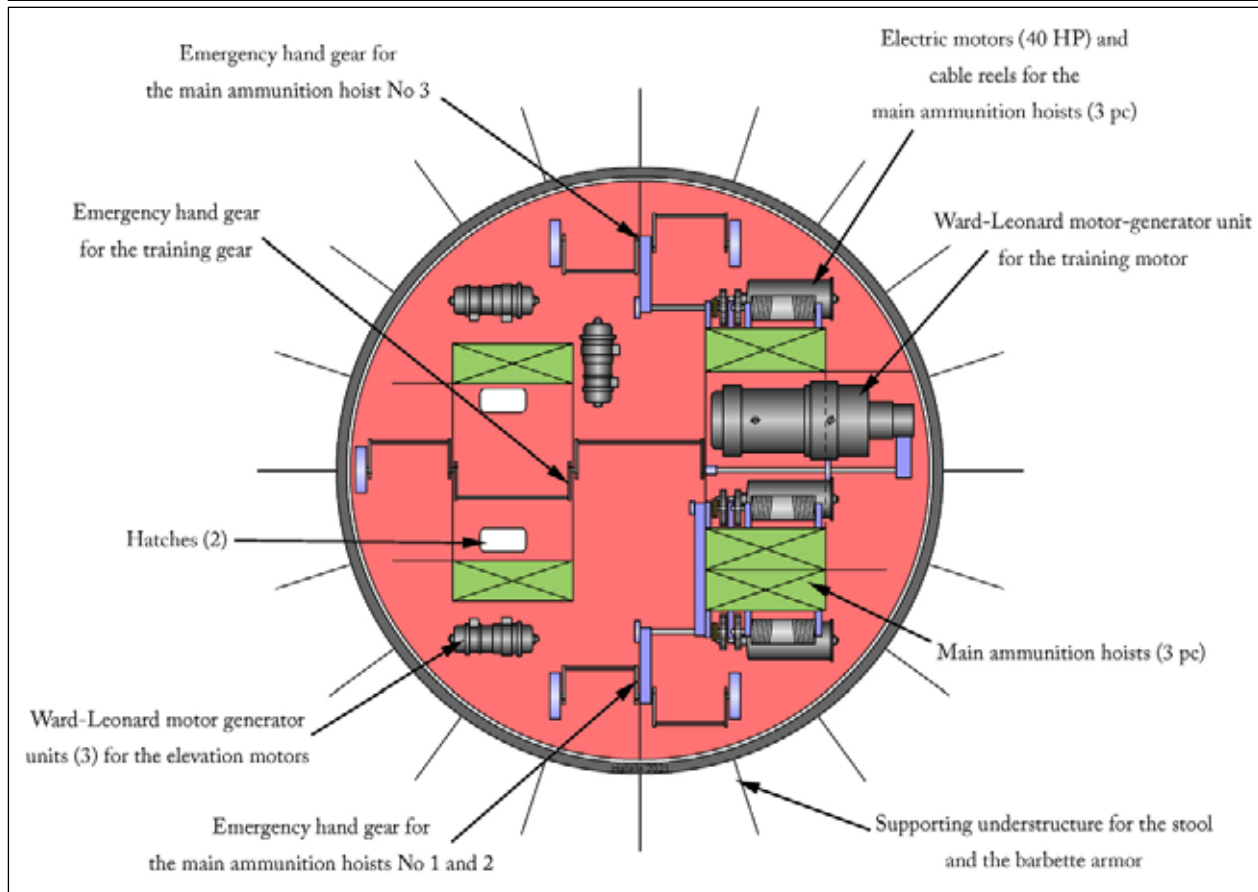 Emergency hand gear for
the main ammunition hoist No 3
Electric motors (40 HP) and
cable reels for the
main ammunition hoists (3 pc)
Emergency hand gear
for the training gear
Ward-Leonard motor-generator unit
for the training motor
Hatches (2)
Main ammunition hoists (3 pc)
Ward-Leonard motor generator
units (3) for the elevation motors
Emergency hand gear for
the main ammunition hoists No 1 and 2
Supporting understructure for the stool
and the barbette armor